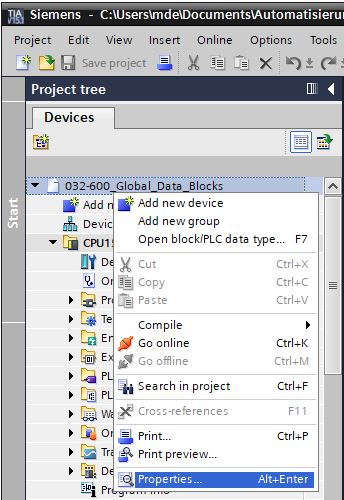 Siemens - C:\Users\mde\Documents\Automatisierun
Project Edit View Insert Online Option
Save project
Project tree
Devices
Start
032-600_Global_Data_Blocks
Add n
Device
CPU15
De
On
Pro
Te
En
Ex
PL
PL
Wa
On
Tra
De
Program info
Add new device
Add new group
Open block/PLC data type... F7
Cut Ctrl+X
Copy Ctrl+C
Paste Ctrl+V
Compile
Go online Ctrl+K
Go offline Ctrl+M
Search in project Ctrl+F
Cross-references F11
Print... Ctrl+P
Print preview...
Properties... Alt+Enter